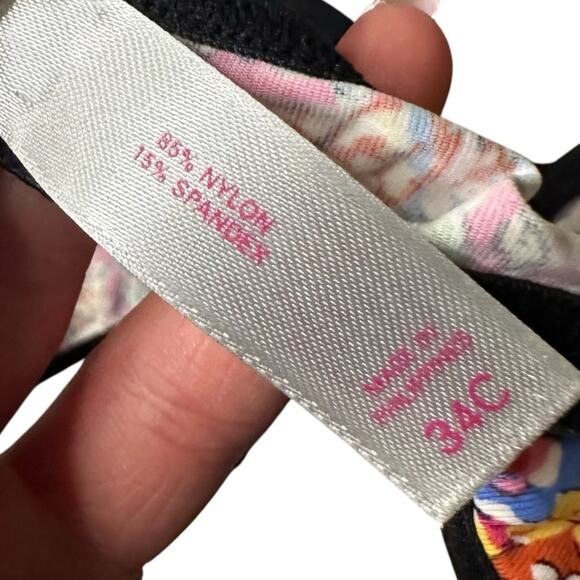 85% NYLON
15% SPANDEX
MADE IN
PHILIPPINES
34C